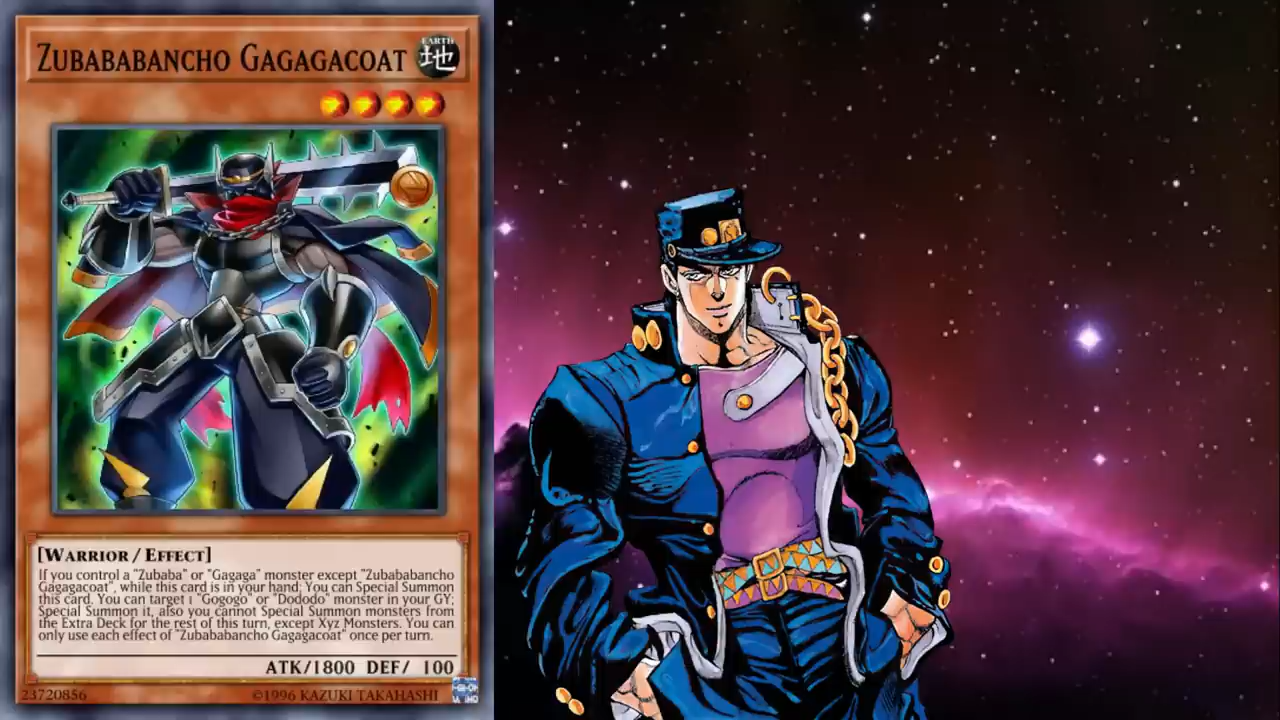 ZUBABABANCHO GAGAGACOAT
EARTH
地
[WARRIOR / EFFECT]
If you control a "Zubaba" or "Gagaga" monster except "Zubababancho
Gagagacoat", while this card is in your hand: You can Special Summon
this card. You can target 1 "Gogogo" or "Dododo" monster in your GY;
Special Summon it, also you cannot Special Summon monsters from
the Extra Deck for the rest of this turn, except Xyz Monsters. You can
only use each effect of "Zubababancho Gagagacoat" once per turn.
ATK/1800 DEF/ 100
23720856
©1996 KAZUKI TAKAHASHI